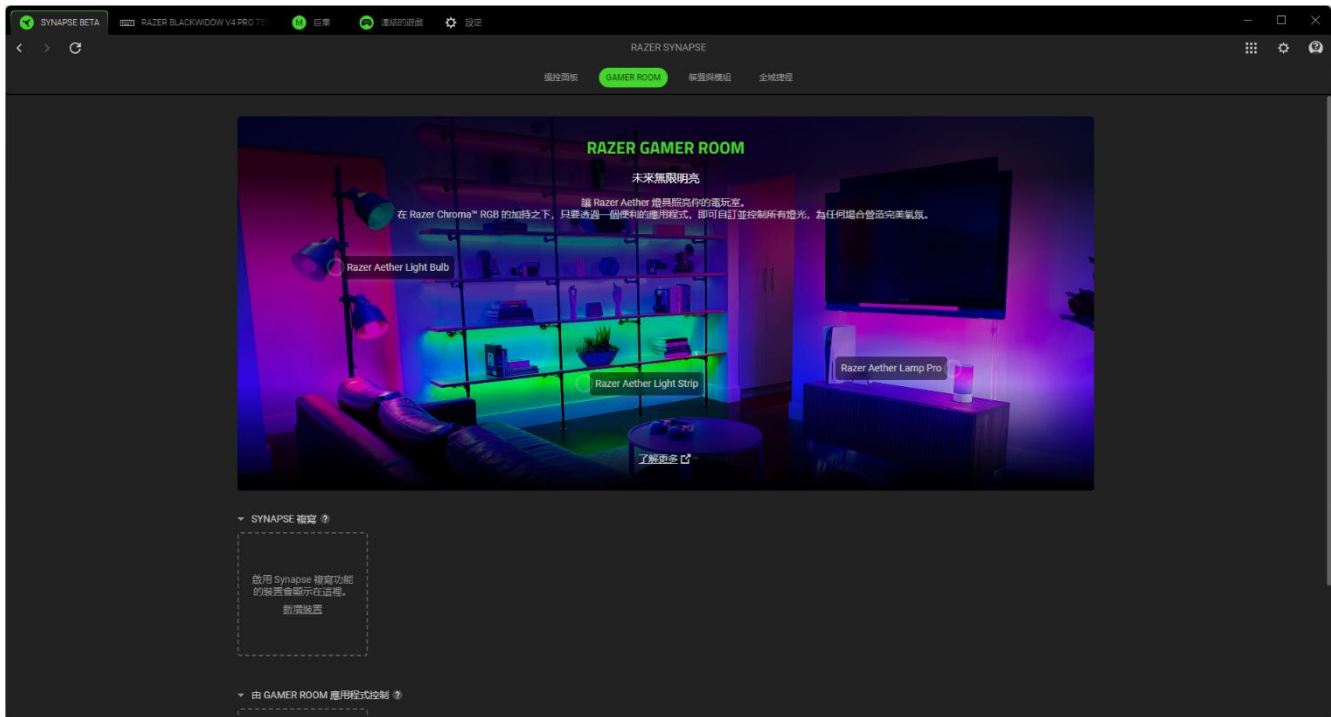 SYNAPSE BETA
RAZER BLACKWIDOW V4 PRO 75%
巨集
連結的遊戲
設定
RAZER SYNAPSE
操控面板
GAMER ROOM
裝置與模組
全域捷徑
RAZER GAMER ROOM
未來無限明亮
讓 Razer Aether 燈具照亮你的電玩室。
在 Razer Chroma™ RGB 的加持之下，只要透過一個便利的應用程式，即可自訂並控制所有燈光，為任何場合營造完美氣氛。
Razer Aether Light Bulb
Razer Aether Lamp Pro
Razer Aether Light Strip
了解更多
SYNAPSE 複寫 ?
啟用 Synapse 複寫功能
的裝置會顯示在這裡。
新增裝置
由 GAMER ROOM 應用程式控制 ?